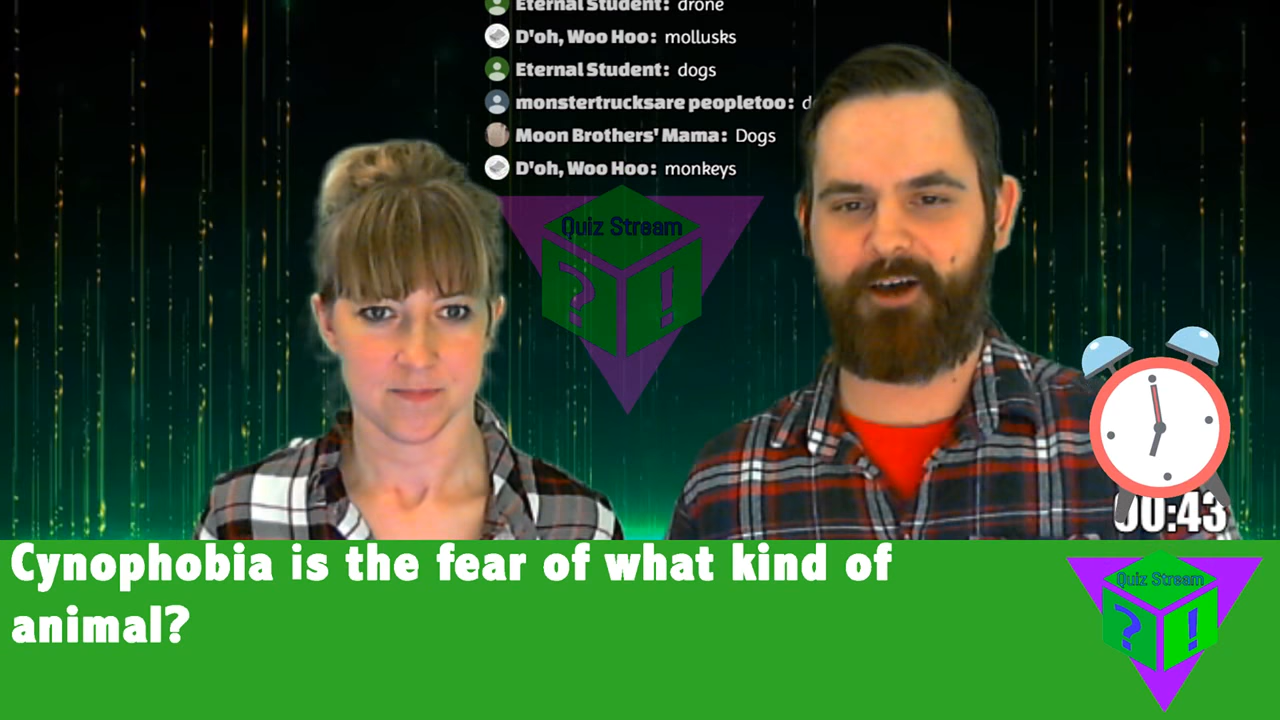 Eternal Student: drone
D'oh, Woo Hoo: mollusks
Eternal Student: dogs
monstertrucksare peopletoo: d
Moon Brothers' Mama: Dogs
D'oh, Woo Hoo: monkeys
Quiz Stream
? !
00:43
Cynophobia is the fear of what kind of
animal?
Quiz Stream
? !